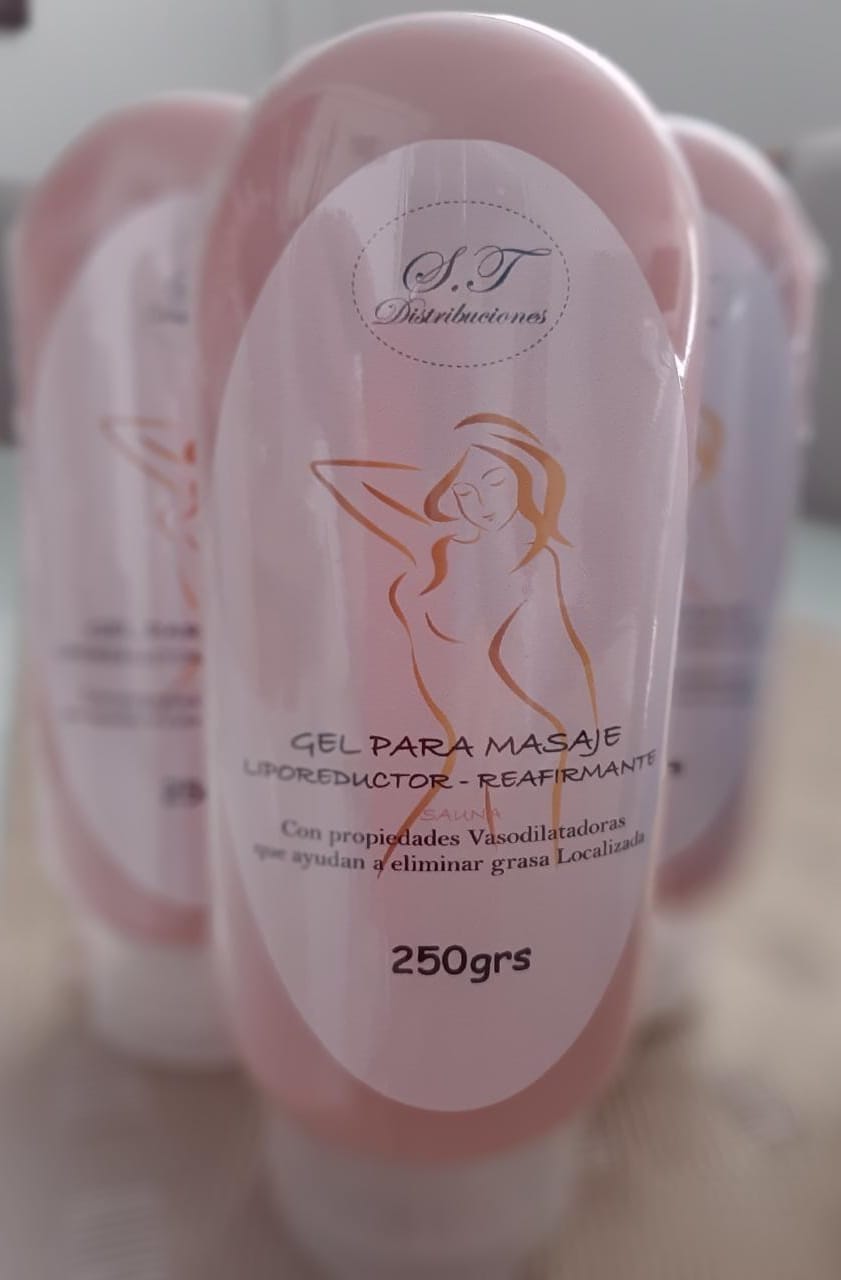 S.T
Distribuciones
GEL PARA MASAJE
LIPOREDUCTOR - REAFIRMANTE
SAUNA
Con propiedades Vasodilatadoras
que ayudan a eliminar grasa Localizada
250grs